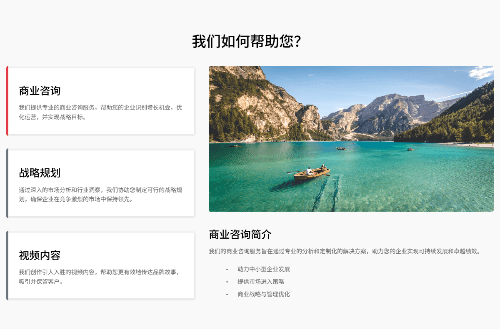 我们如何帮助您？
商业咨询
我们提供专业的商业咨询服务，帮助您的企业识别增长机会、优
化运营，并实现战略目标。
战略规划
通过深入的市场分析和行业洞察，我们协助您制定可行的战略规
划，确保企业在竞争激烈的市场中保持领先。
视频内容
我们创作引人入胜的视频内容，帮助您更有效地传达品牌故事，
吸引并保留客户。
商业咨询简介
我们的商业咨询服务旨在通过专业的分析和定制化的解决方案，助力您的企业实现可持续发展和卓越绩效。
- 助力中小型企业发展
- 提供市场进入策略
- 商业战略与管理优化